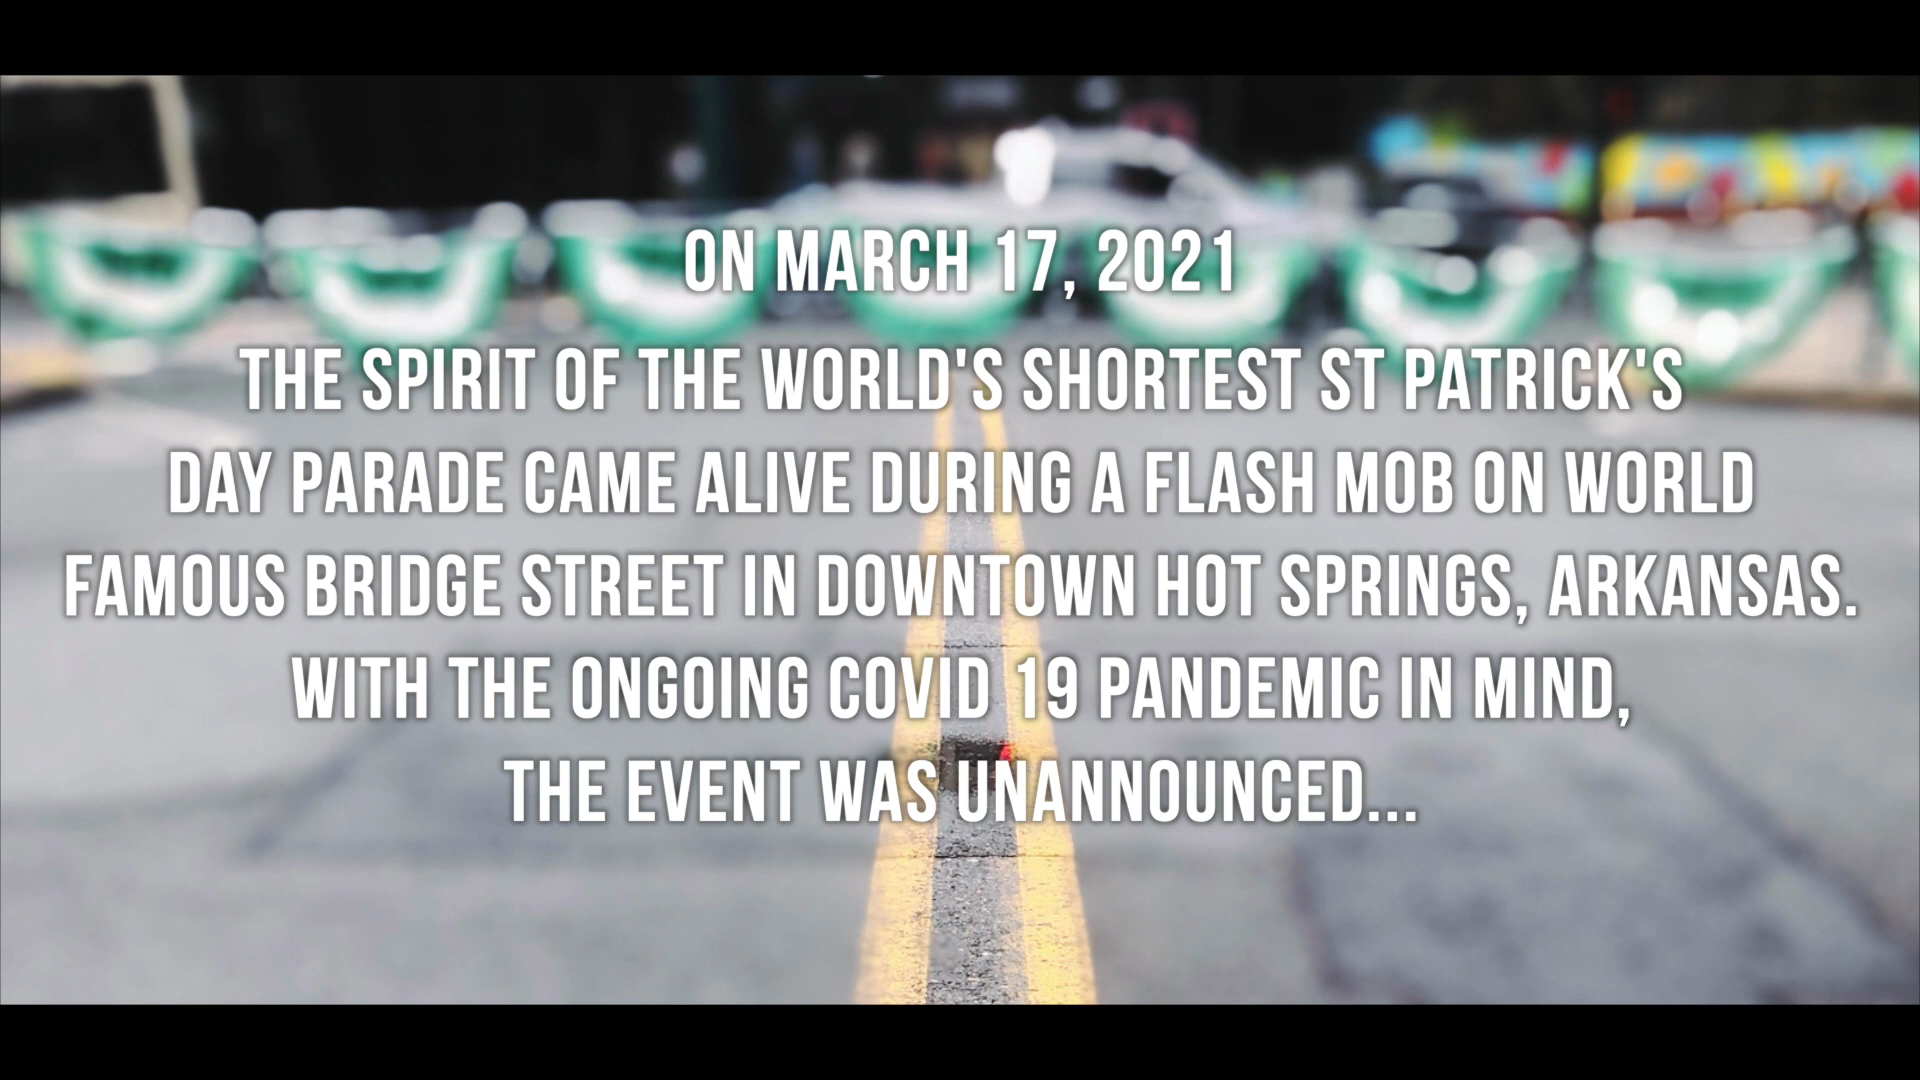 ON MARCH 17, 2021
THE SPIRIT OF THE WORLD'S SHORTEST ST PATRICK'S
DAY PARADE CAME ALIVE DURING A FLASH MOB ON WORLD
FAMOUS BRIDGE STREET IN DOWNTOWN HOT SPRINGS, ARKANSAS.
WITH THE ONGOING COVID 19 PANDEMIC IN MIND,
THE EVENT WAS UNANNOUNCED...